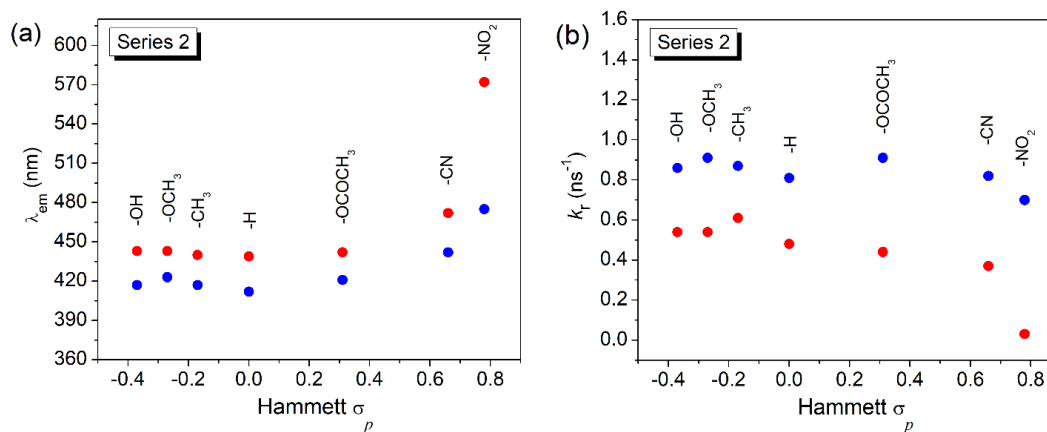 (a)
Series 2
λem (nm)
600
570
540
510
480
450
420
390
360
-OH
-OCH3
-CH3
-H
-OCOCH3
-CN
-NO2
-0.4
-0.2
0.0
0.2
0.4
0.6
0.8
Hammett σp
(b)
Series 2
kr (ns-1)
1.6
1.4
1.2
1.0
0.8
0.6
0.4
0.2
0.0
-OH
-OCH3
-CH3
-H
-OCOCH3
-CN
-NO2
-0.4
-0.2
0.0
0.2
0.4
0.6
0.8
Hammett σp